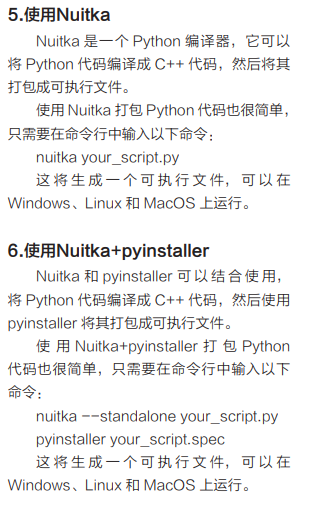 5.使用Nuitka
Nuitka 是一个 Python 编译器，它可以
将 Python 代码编译成 C++ 代码，然后将其
打包成可执行文件。
使用 Nuitka 打包 Python 代码也很简单，
只需要在命令行中输入以下命令：
nuitka your_script.py
这将生成一个可执行文件，可以在
Windows、Linux 和 MacOS 上运行。
6.使用Nuitka+pyinstaller
Nuitka 和 pyinstaller 可以结合使用，
将 Python 代码编译成 C++ 代码，然后使用
pyinstaller 将其打包成可执行文件。
使用 Nuitka+pyinstaller 打包 Python
代码也很简单，只需要在命令行中输入以下
命令：
nuitka --standalone your_script.py
pyinstaller your_script.spec
这将生成一个可执行文件，可以在
Windows、Linux 和 MacOS 上运行。